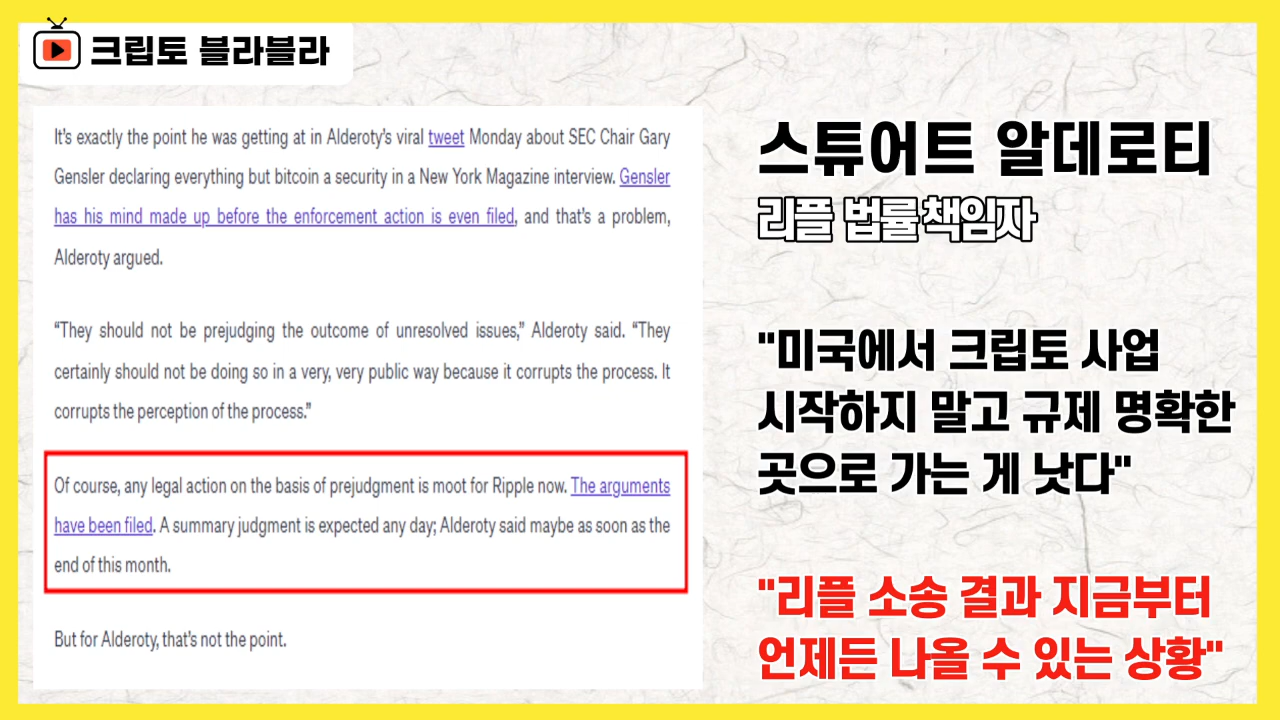 크립토 블라블라
It's exactly the point he was getting at in Alderoty's viral tweet Monday about SEC Chair Gary
Gensler declaring everything but bitcoin a security in a New York Magazine interview. Gensler
has his mind made up before the enforcement action is even filed, and that's a problem,
Alderoty argued.
“They should not be prejudging the outcome of unresolved issues,” Alderoty said. “They
certainly should not be doing so in a very, very public way because it corrupts the process. It
corrupts the perception of the process.”
Of course, any legal action on the basis of prejudgment is moot for Ripple now. The arguments
have been filed. A summary judgment is expected any day; Alderoty said maybe as soon as the
end of this month.
But for Alderoty, that's not the point.
스튜어트 알데로티
리플 법률 책임자
"미국에서 크립토 사업
시작하지 말고 규제 명확한
곳으로 가는 게 낫다"
"리플 소송 결과 지금부터
언제든 나올 수 있는 상황"